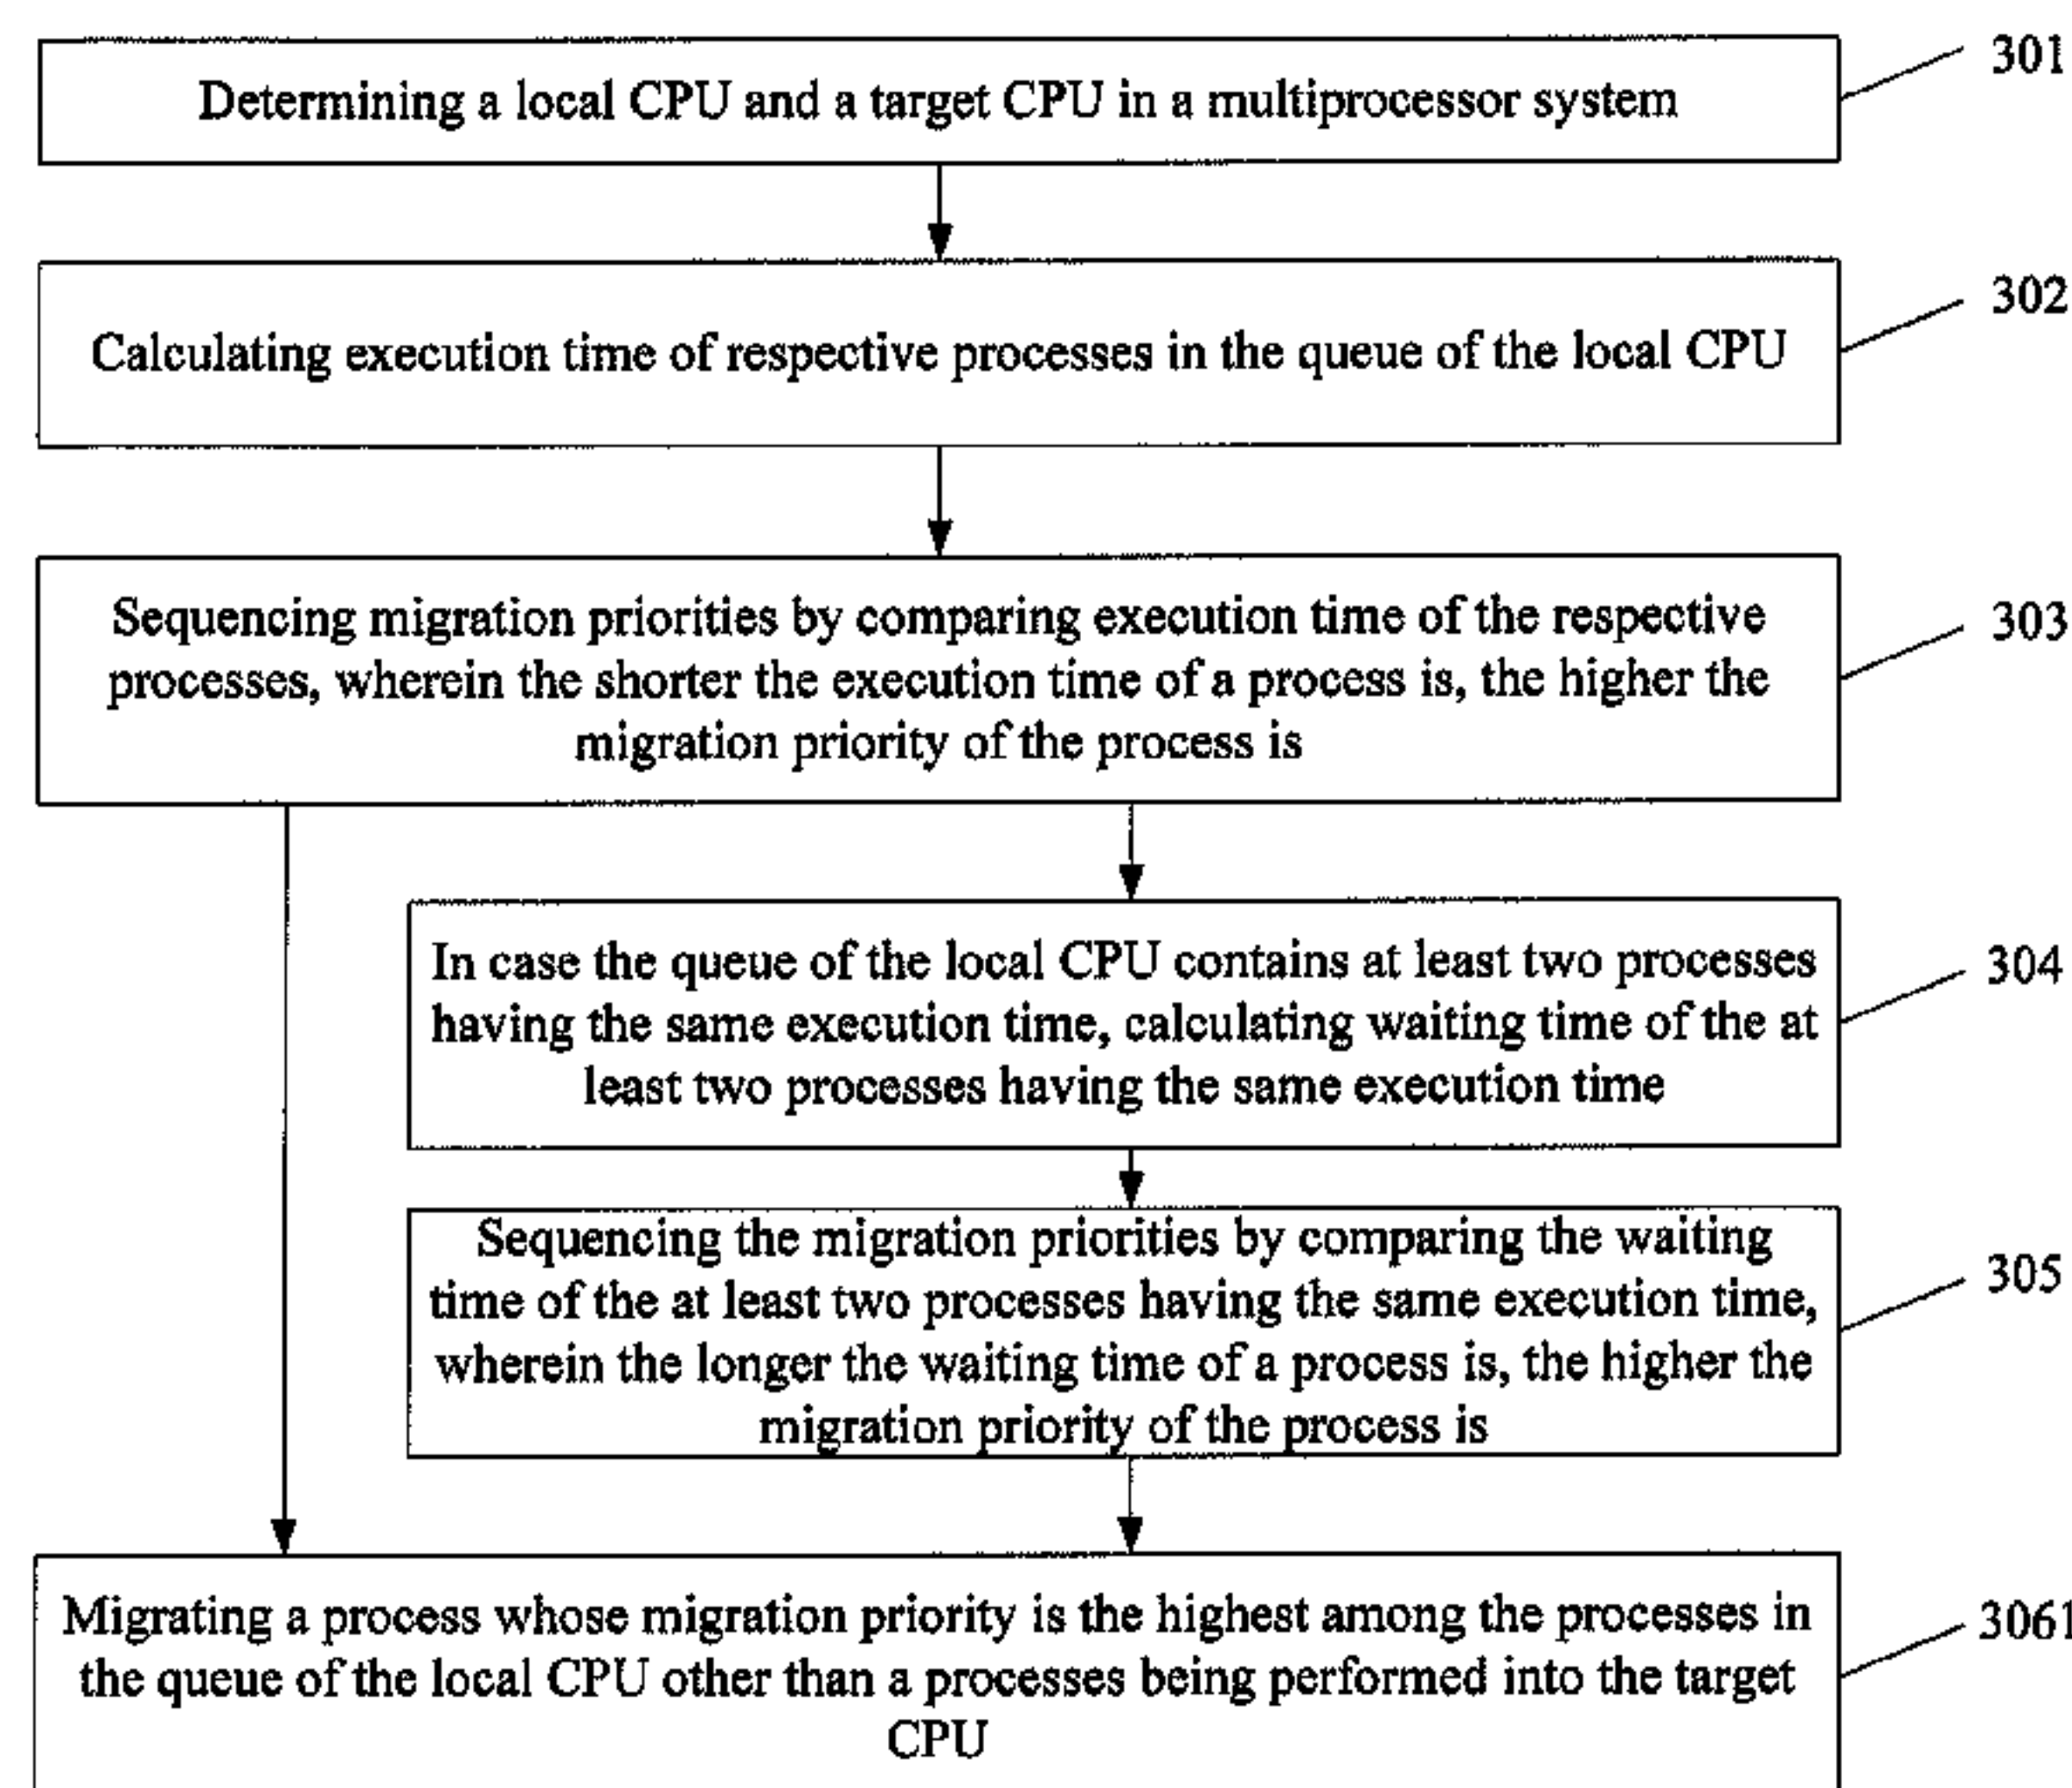 301
Determining a local CPU and a target CPU in a multiprocessor system
302
Calculating execution time of respective processes in the queue of the local CPU
303
Sequencing migration priorities by comparing execution time of the respective
processes, wherein the shorter the execution time of a process is, the higher the
migration priority of the process is
304
In case the queue of the local CPU contains at least two processes
having the same execution time, calculating waiting time of the at
least two processes having the same execution time
305
Sequencing the migration priorities by comparing the waiting
time of the at least two processes having the same execution time,
wherein the longer the waiting time of a process is, the higher the
migration priority of the process is
3061
Migrating a process whose migration priority is the highest among the processes in
the queue of the local CPU other than a processes being performed into the target
CPU